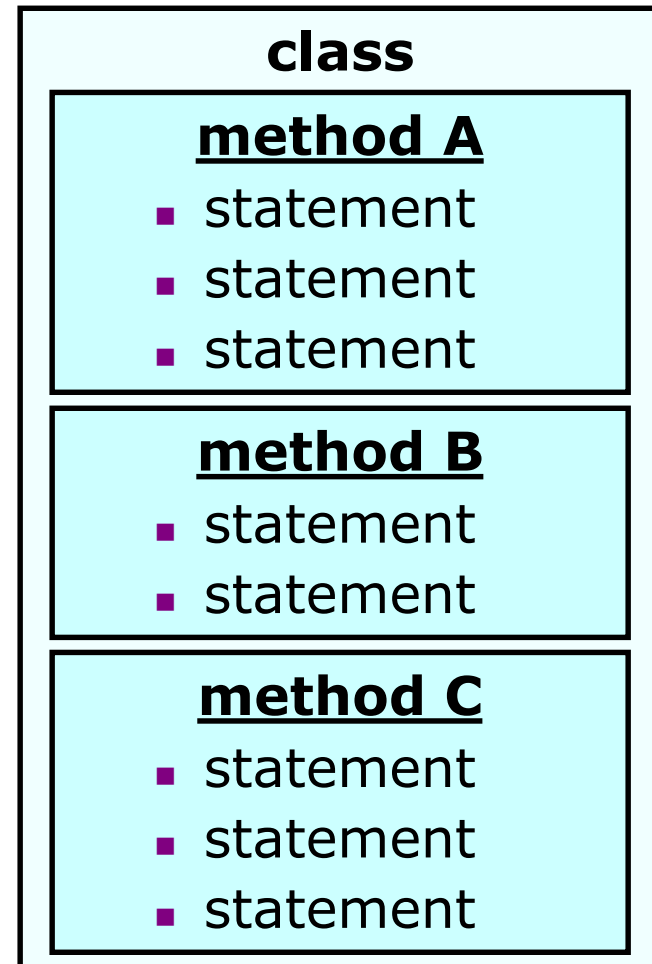 class
method A
▪ statement
▪ statement
▪ statement
method B
▪ statement
▪ statement
method C
▪ statement
▪ statement
▪ statement